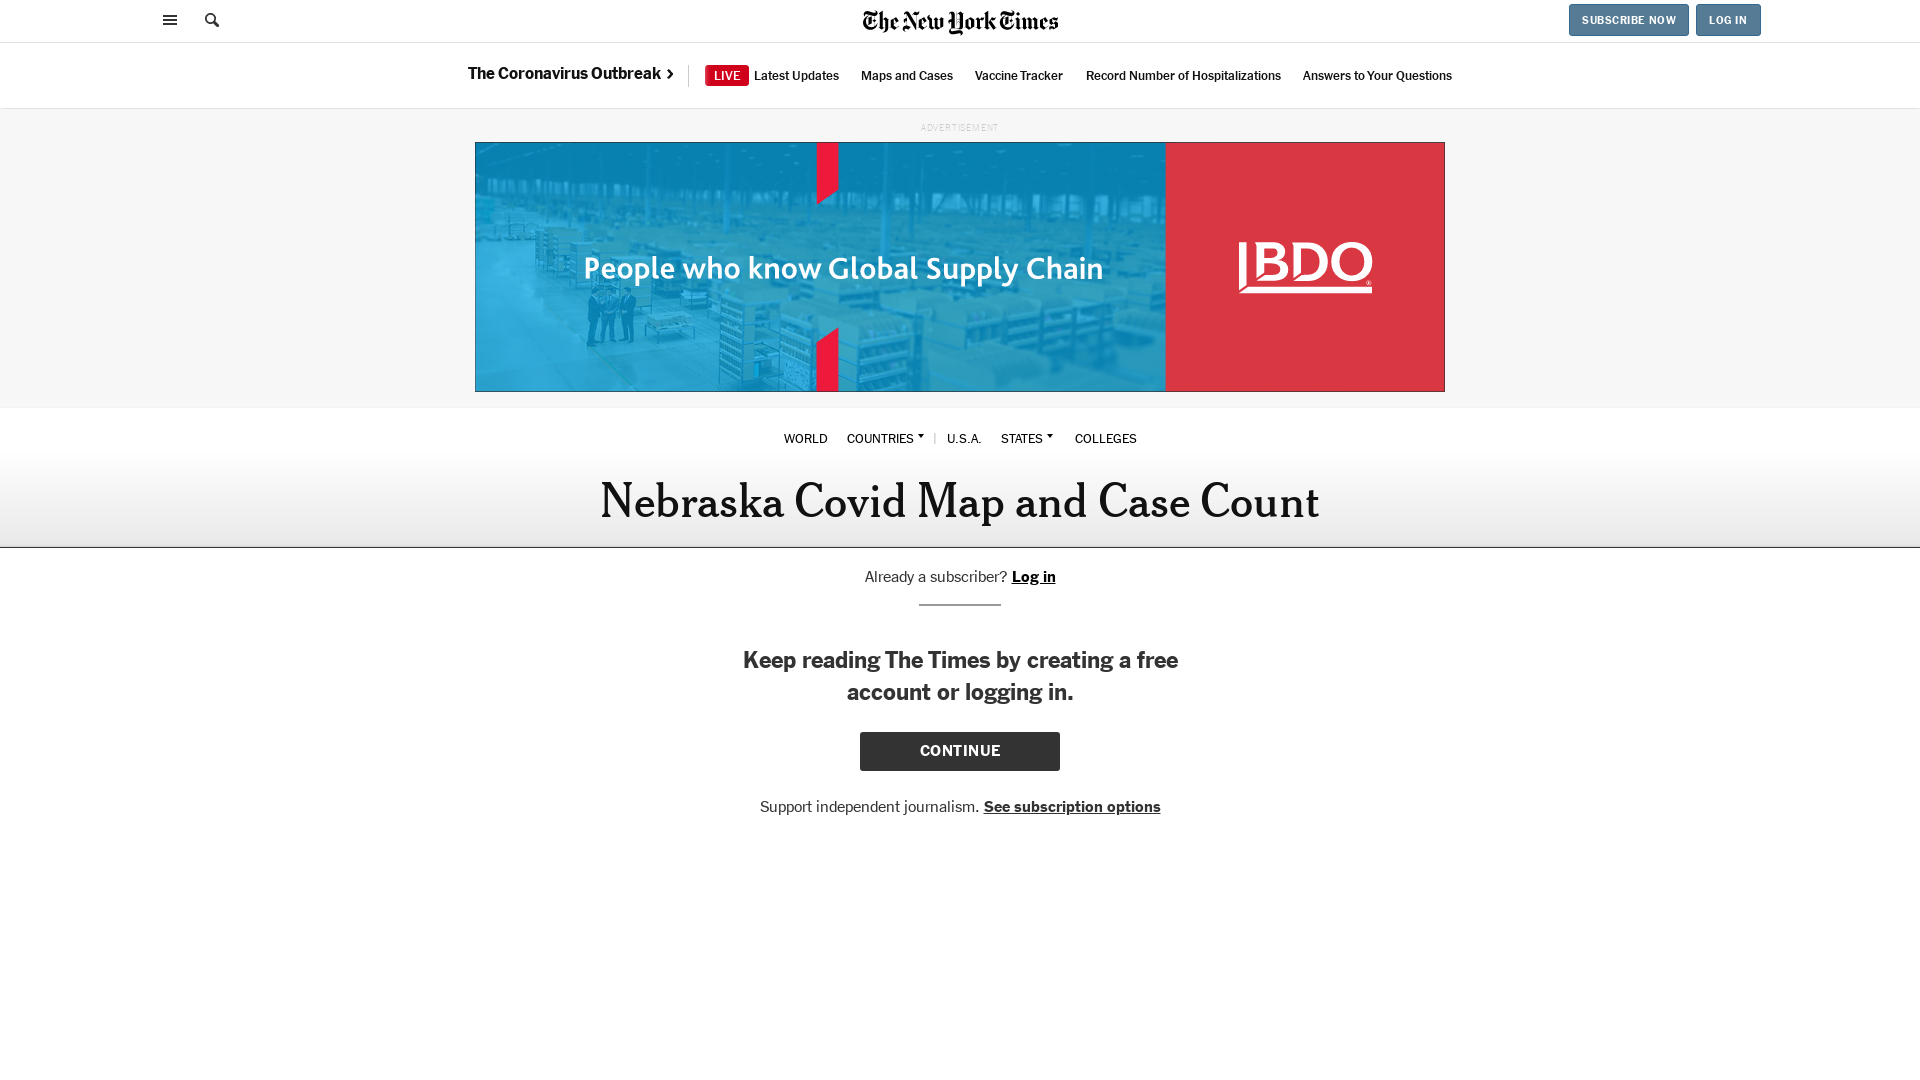 The New York Times
SUBSCRIBE NOW
LOG IN
The Coronavirus Outbreak
LIVE Latest Updates
Maps and Cases
Vaccine Tracker
Record Number of Hospitalizations
Answers to Your Questions
ADVERTISEMENT
People who know Global Supply Chain
BDO
®
WORLD
COUNTRIES
U.S.A.
STATES
COLLEGES
Nebraska Covid Map and Case Count
Already a subscriber? Log in
Keep reading The Times by creating a free
account or logging in.
CONTINUE
Support independent journalism. See subscription options